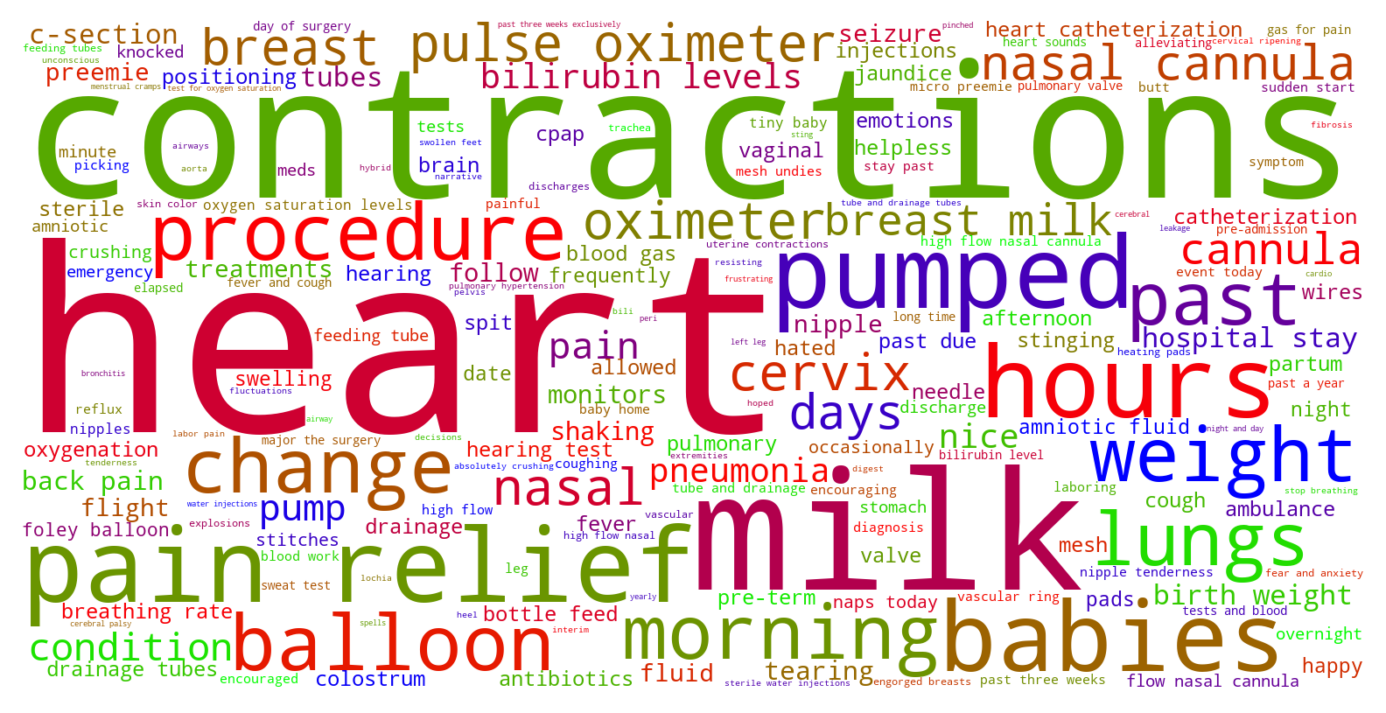 past three weeks exclusively
pinched
day of surgery
c-section
breast
pulse oximeter
seizure
heart catheterization
gas for pain
feeding tubes
knocked
injections
heart sounds
alleviating
cervical ripening
unconscious
preemie
positioning
tubes
bilirubin levels
jaundice
nasal cannula
menstrual cramps
test for oxygen saturation
micro preemie
pulmonary valve
butt
sudden start
contractions
tests
swollen feet
cpap
trachea
tiny baby
sting
emotions
fibrosis
minute
airways
vaginal
helpless
picking
aorta
meds
hybrid
brain
narrative
discharges
mesh undies
stay past
symptom
skin color
oxygen saturation levels
painful
tube and drainage tubes
sterile
amniotic
procedure
oximeter
breast milk
cerebral
catheterization
pre-admission
leakage
crushing
blood gas
uterine contractions
high flow nasal cannula
cannula
emergency
treatments
hearing
follow
frequently
resisting
pumped
event today
cardio
elapsed
fever and cough
pulmonary hypertension
pelvis
frustrating
past
wires
heart
bili
peri
long time
afternoon
feeding tube
spit
pain
nipple
past due
stinging
hospital stay
left leg
hated
heating pads
partum
bronchitis
swelling
date
allowed
cervix
needle
hours
past a year
fluctuations
monitors
days
discharge
night
reflux
baby home
hoped
nipples
airway
labor pain
major the surgery
decisions
shaking
pulmonary
occasionally
nice
amniotic fluid
night and day
oxygenation
hearing test
extremities
bilirubin level
weight
tenderness
change
absolutely crushing
coughing
nasal
pneumonia
digest
back pain
tube and drainage
encouraging
laboring
stop breathing
flight
water injections
pump
high flow
vascular
milk
stomach
cough
ambulance
foley balloon
explosions
stitches
drainage
fever
high flow nasal
diagnosis
lungs
pain relief
blood work
leg
valve
mesh
nipple tenderness
fear and anxiety
sweat test
lochia
yearly
pre-term
vascular ring
pads
birth weight
breathing rate
heel
bottle feed
naps today
tests and blood
cerebral palsy
spells
interim
overnight
condition
balloon
morning
babies
happy
drainage tubes
encouraged
colostrum
antibiotics
fluid
tearing
sterile water injections
engorged breasts
past three weeks
flow nasal cannula